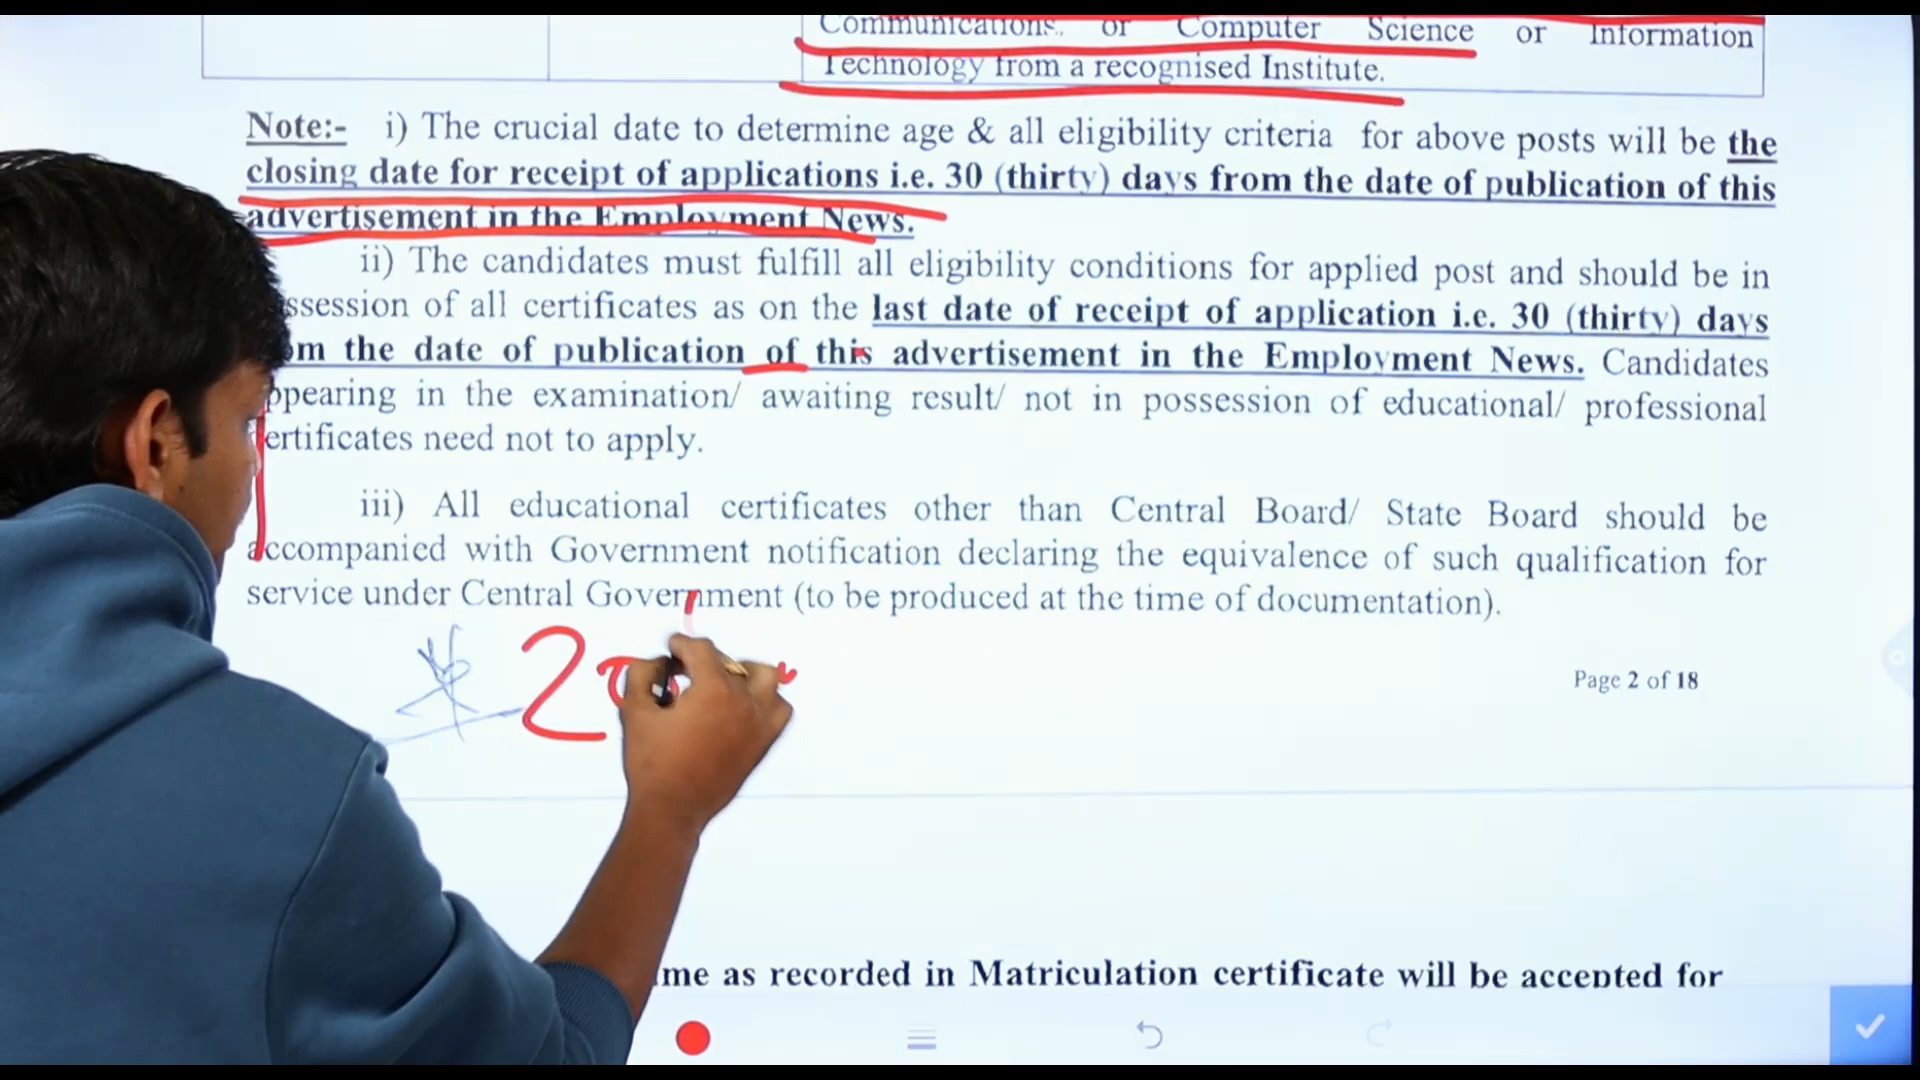 Communications. or Computer Science or Information
Technology from a recognised Institute.
Note:- i) The crucial date to determine age & all eligibility criteria for above posts will be the
closing date for receipt of applications i.e. 30 (thirty) days from the date of publication of this
advertisement in the Employment News.
ii) The candidates must fulfill all eligibility conditions for applied post and should be in
ssession of all certificates as on the last date of receipt of application i.e. 30 (thirty) days
om the date of publication of this advertisement in the Employment News. Candidates
ppearing in the examination/ awaiting result/ not in possession of educational/ professional
ertificates need not to apply.
iii) All educational certificates other than Central Board/ State Board should be
accompanied with Government notification declaring the equivalence of such qualification for
service under Central Government (to be produced at the time of documentation).
2
Page 2 of 18
me as recorded in Matriculation certificate will be accepted for